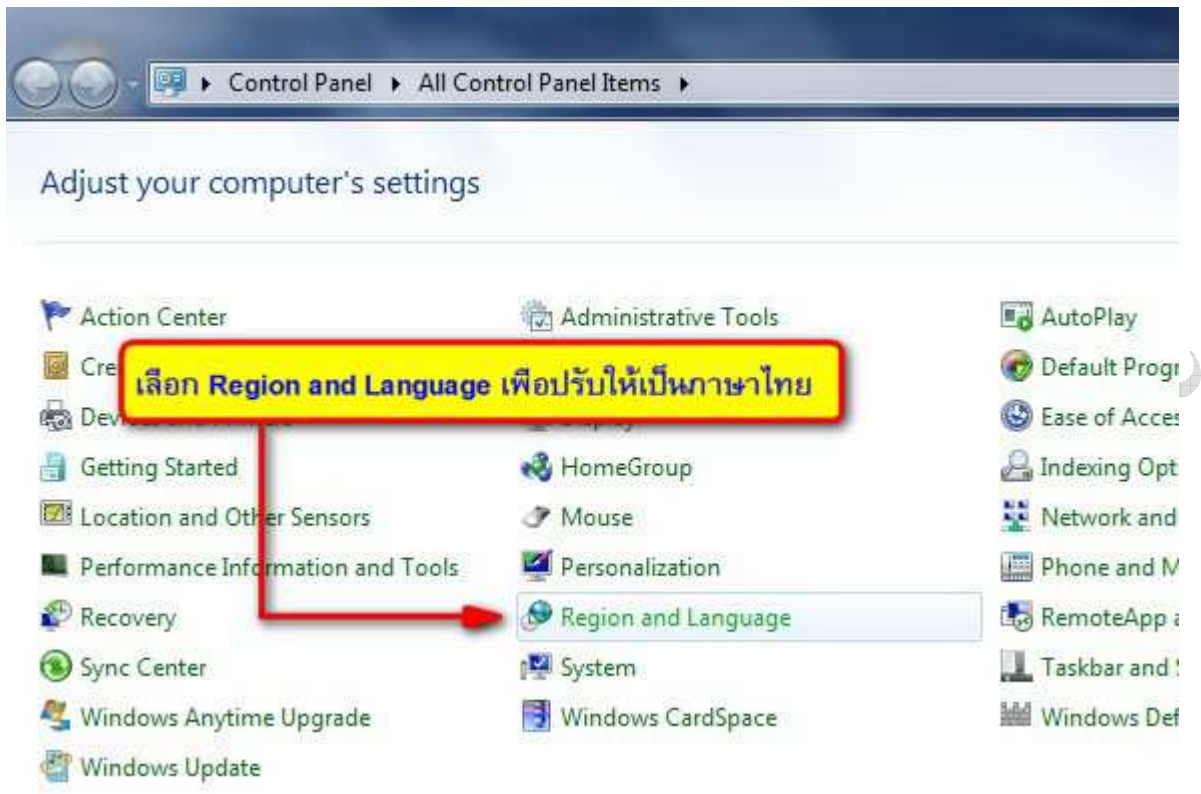 Control Panel ▸ All Control Panel Items ▸
Adjust your computer's settings
Action Center
Administrative Tools
AutoPlay
Cre
เลือก Region and Language เพือปรับให้เป็นภาษาไทย
Default Progr
Ease of Acces
Getting Started
HomeGroup
Indexing Opt
Location and Other Sensors
Mouse
Network and
Performance Information and Tools
Personalization
Phone and M
Recovery
Region and Language
RemoteApp a
Sync Center
System
Taskbar and S
Windows Anytime Upgrade
Windows CardSpace
Windows Def
Windows Update